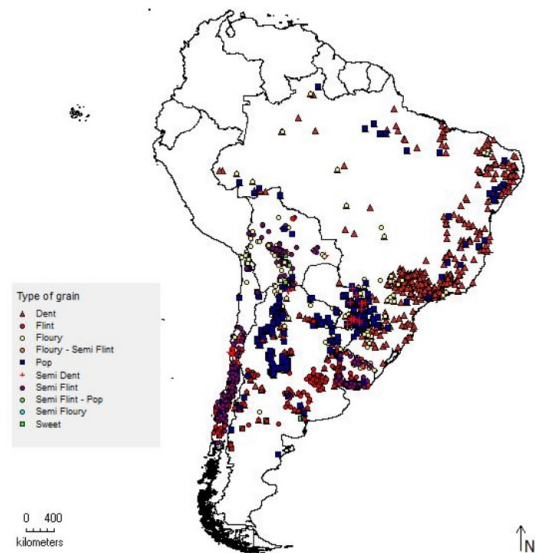 Type of grain
Dent
Flint
Floury
Floury - Semi Flint
Pop
Semi Dent
Semi Flint
Semi Flint - Pop
Semi Floury
Sweet
0 400
kilometers
N